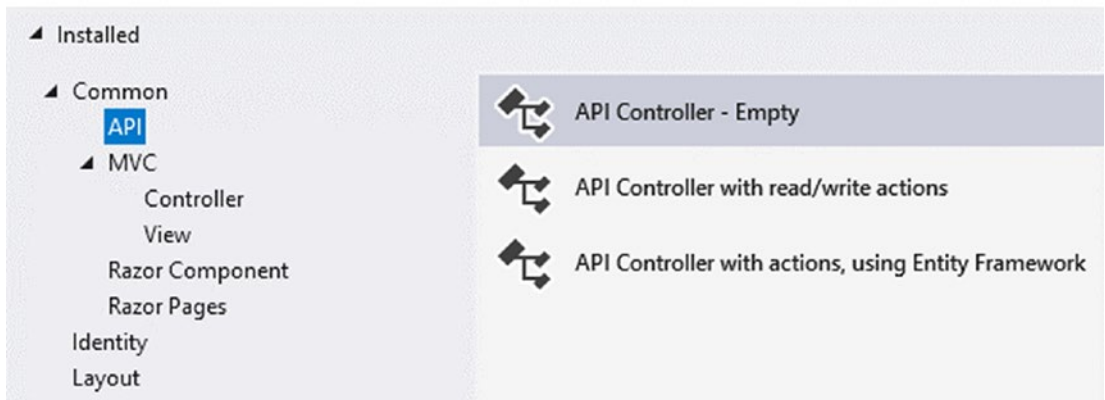 Installed
Common
API
MVC
Controller
View
Razor Component
Razor Pages
Identity
Layout
API Controller - Empty
API Controller with read/write actions
API Controller with actions, using Entity Framework